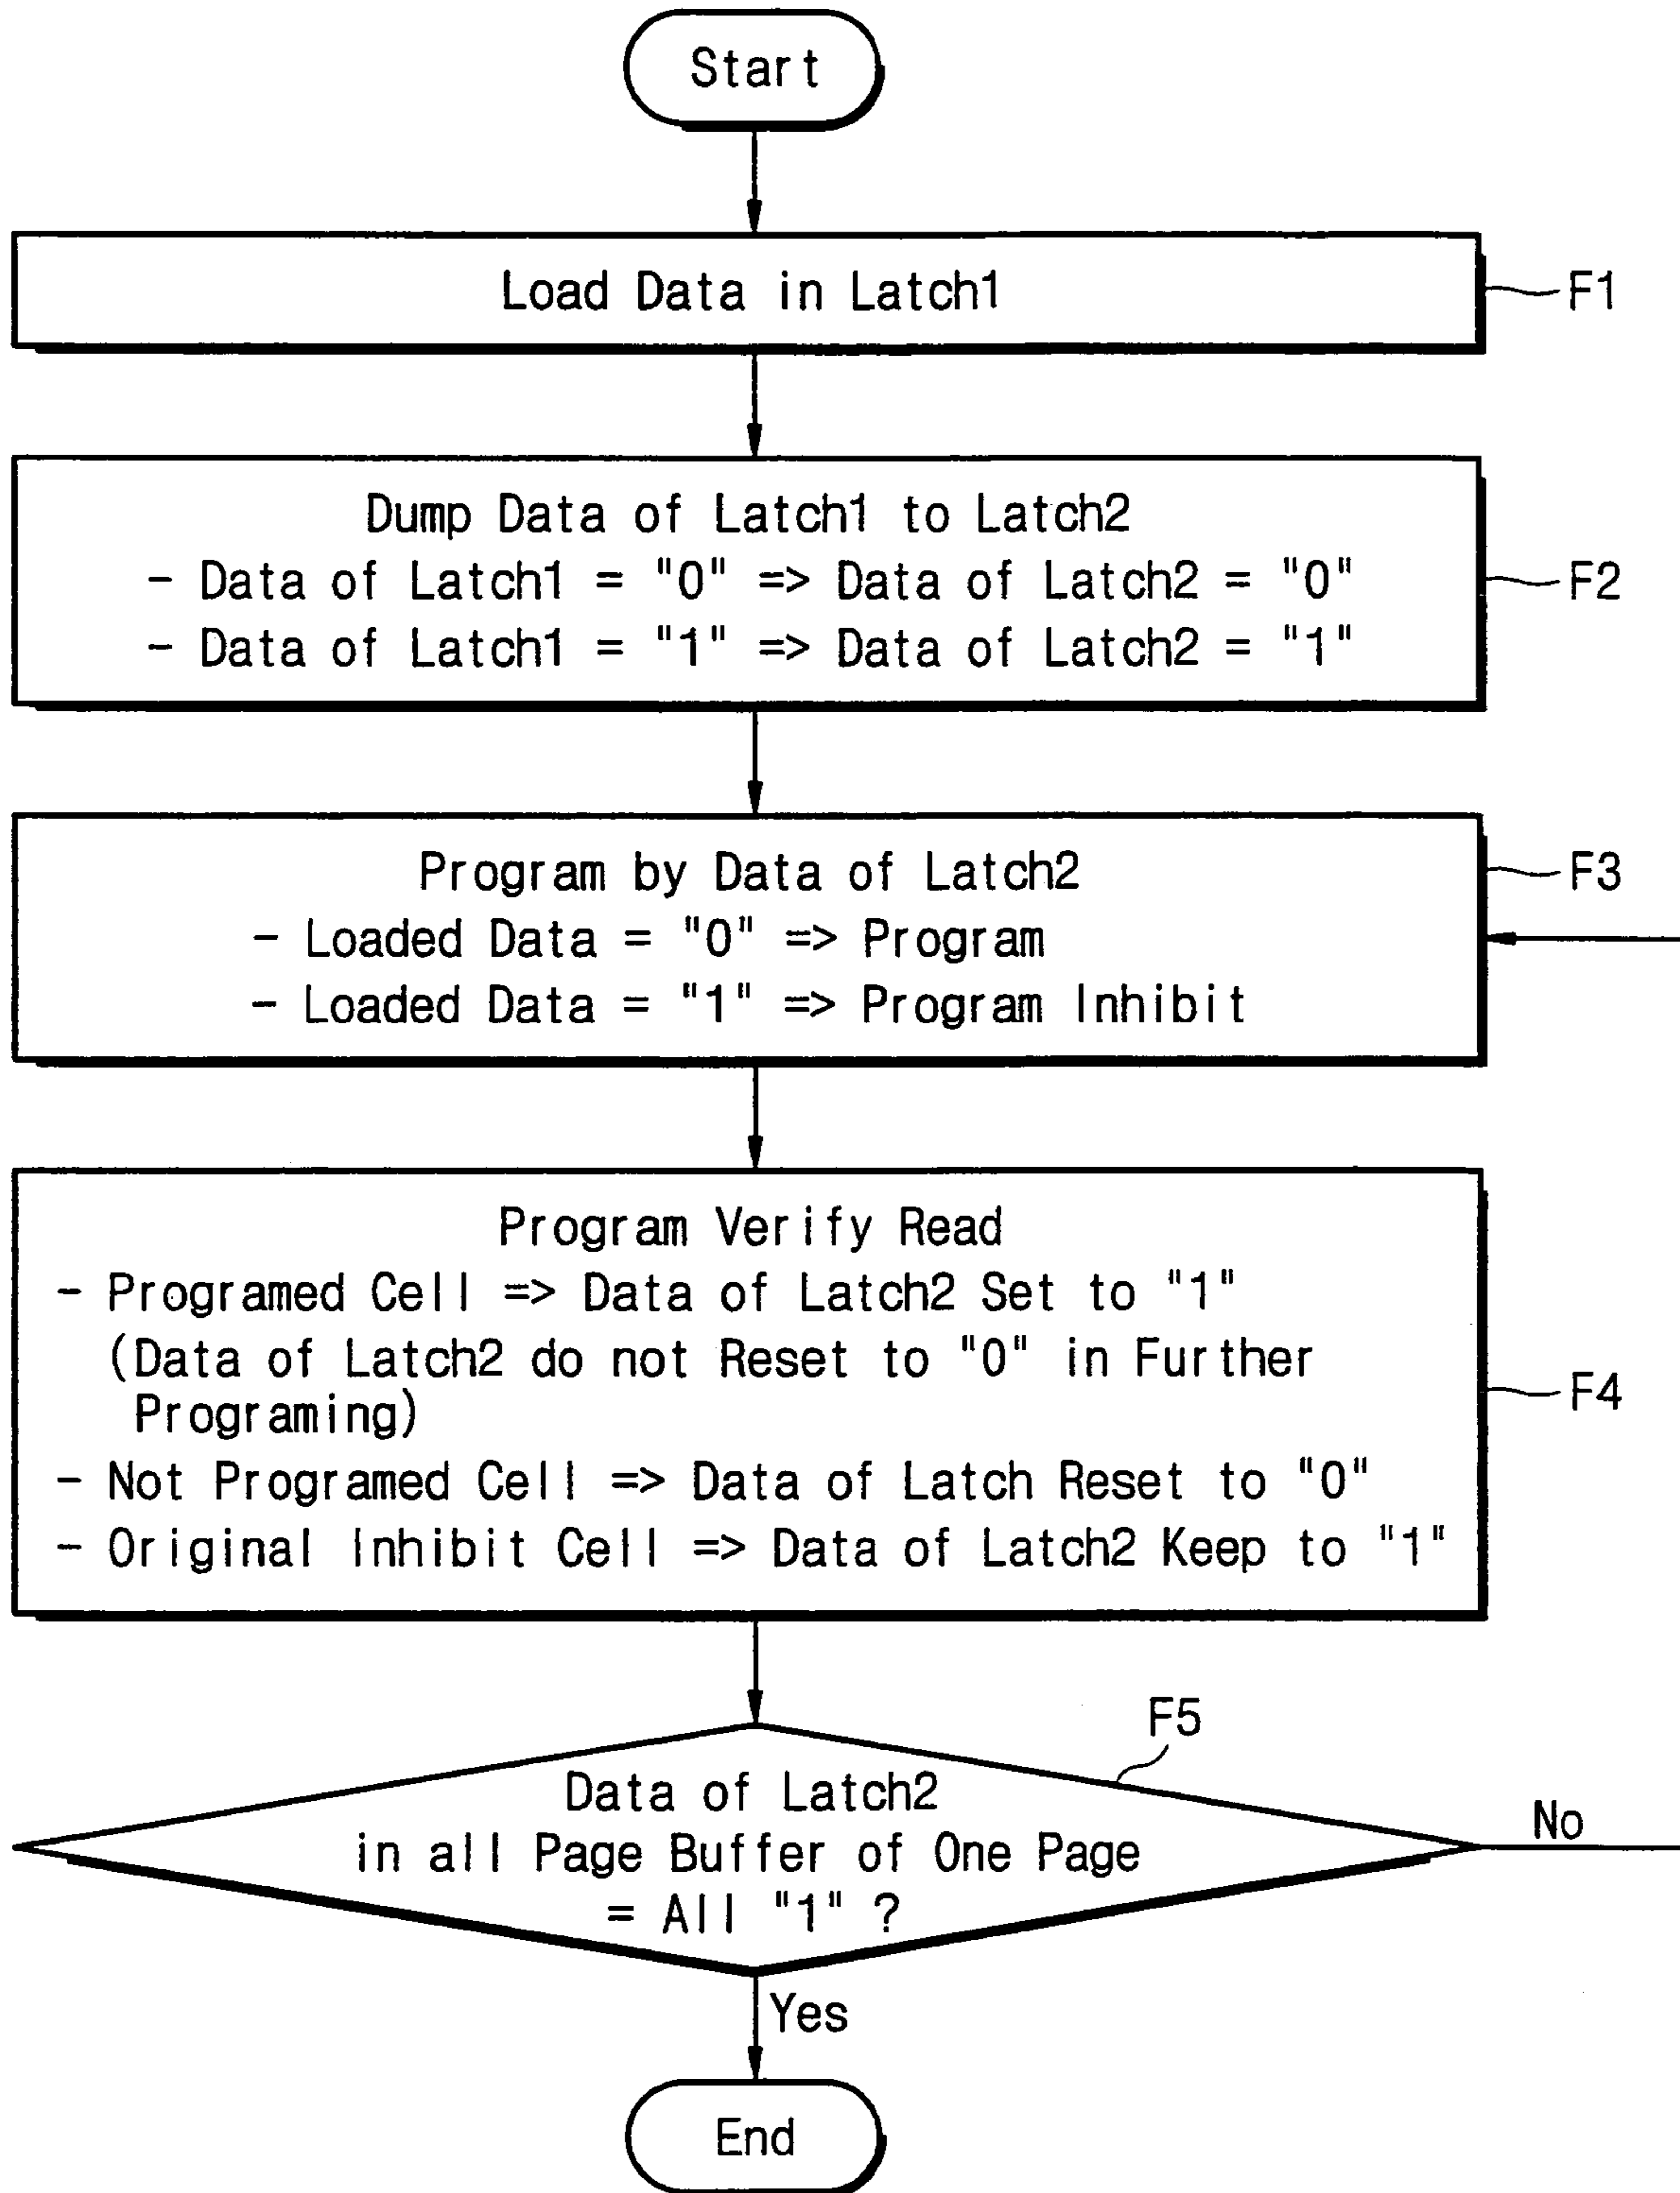 Start
Load Data in Latch1
F1
Dump Data of Latch1 to Latch2
- Data of Latch1 = "0" => Data of Latch2 = "0"
- Data of Latch1 = "1" => Data of Latch2 = "1"
F2
Program by Data of Latch2
- Loaded Data = "0" => Program
- Loaded Data = "1" => Program Inhibit
F3
Program Verify Read
- Programed Cell => Data of Latch2 Set to "1"
(Data of Latch2 do not Reset to "0" in Further
Programing)
- Not Programed Cell => Data of Latch Reset to "0"
- Original Inhibit Cell => Data of Latch2 Keep to "1"
F4
F5
Data of Latch2
in all Page Buffer of One Page
= All "1" ?
No
Yes
End